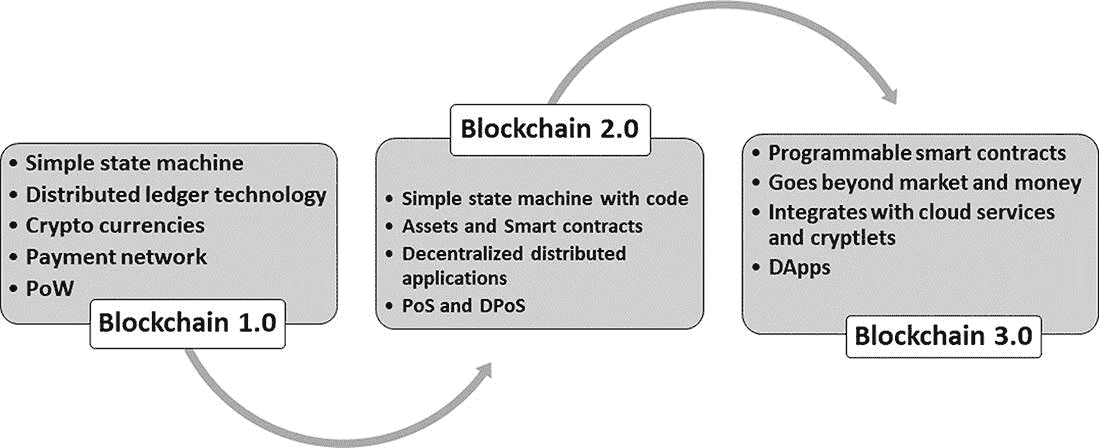 Blockchain 1.0
• Simple state machine
• Distributed ledger technology
• Crypto currencies
• Payment network
• PoW
Blockchain 2.0
• Simple state machine with code
• Assets and Smart contracts
• Decentralized distributed
applications
• PoS and DPoS
• Programmable smart contracts
• Goes beyond market and money
• Integrates with cloud services
and cryptlets
• DApps
Blockchain 3.0